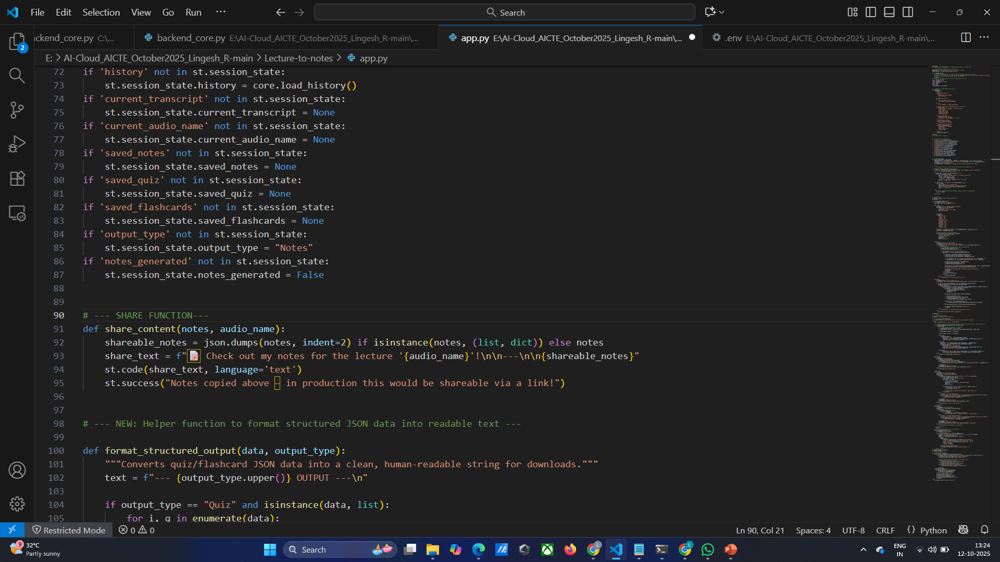 File Edit Selection View Go Run ···
Search
ckend_core.py C:\...
backend_core.py E:\AI-Cloud_AICTE_October2025_Lingesh_R-main\...
app.py E:\AI-Cloud_AICTE_October2025_Lingesh_R-main\...
.env E:\AI-Cloud_AICTE_October2025_Lingesh_R-main\...
2
E: > AI-Cloud_AICTE_October2025_Lingesh_R-main > Lecture-to-notes > app.py
72 if 'history' not in st.session_state:
73 st.session_state.history = core.load_history()
74 if 'current_transcript' not in st.session_state:
75 st.session_state.current_transcript = None
76 if 'current_audio_name' not in st.session_state:
77 st.session_state.current_audio_name = None
78 if 'saved_notes' not in st.session_state:
79 st.session_state.saved_notes = None
80 if 'saved_quiz' not in st.session_state:
81 st.session_state.saved_quiz = None
82 if 'saved_flashcards' not in st.session_state:
83 st.session_state.saved_flashcards = None
84 if 'output_type' not in st.session_state:
85 st.session_state.output_type = "Notes"
86 if 'notes_generated' not in st.session_state:
87 st.session_state.notes_generated = False
88
89
90 # --- SHARE FUNCTION---
91 def share_content(notes, audio_name):
92 shareable_notes = json.dumps(notes, indent=2) if isinstance(notes, (list, dict)) else notes
93 share_text = f"📝 Check out my notes for the lecture '{audio_name}'!\n\n---\n\n{shareable_notes}"
94 st.code(share_text, language='text')
95 st.success("Notes copied above – in production this would be shareable via a link!")
96
97
98 # --- NEW: Helper function to format structured JSON data into readable text ---
99
100 def format_structured_output(data, output_type):
101 """Converts quiz/flashcard JSON data into a clean, human-readable string for downloads."""
102 text = f"--- {output_type.upper()} OUTPUT ---\n"
103
104 if output_type == "Quiz" and isinstance(data, list):
105 for i, q in enumerate(data):
Restricted Mode 0 0
Ln 90, Col 21 Spaces: 4 UTF-8 CRLF {} Python
9
32°C
Partly sunny
Search
L
L
ENG
IN
13:24
12-10-2025